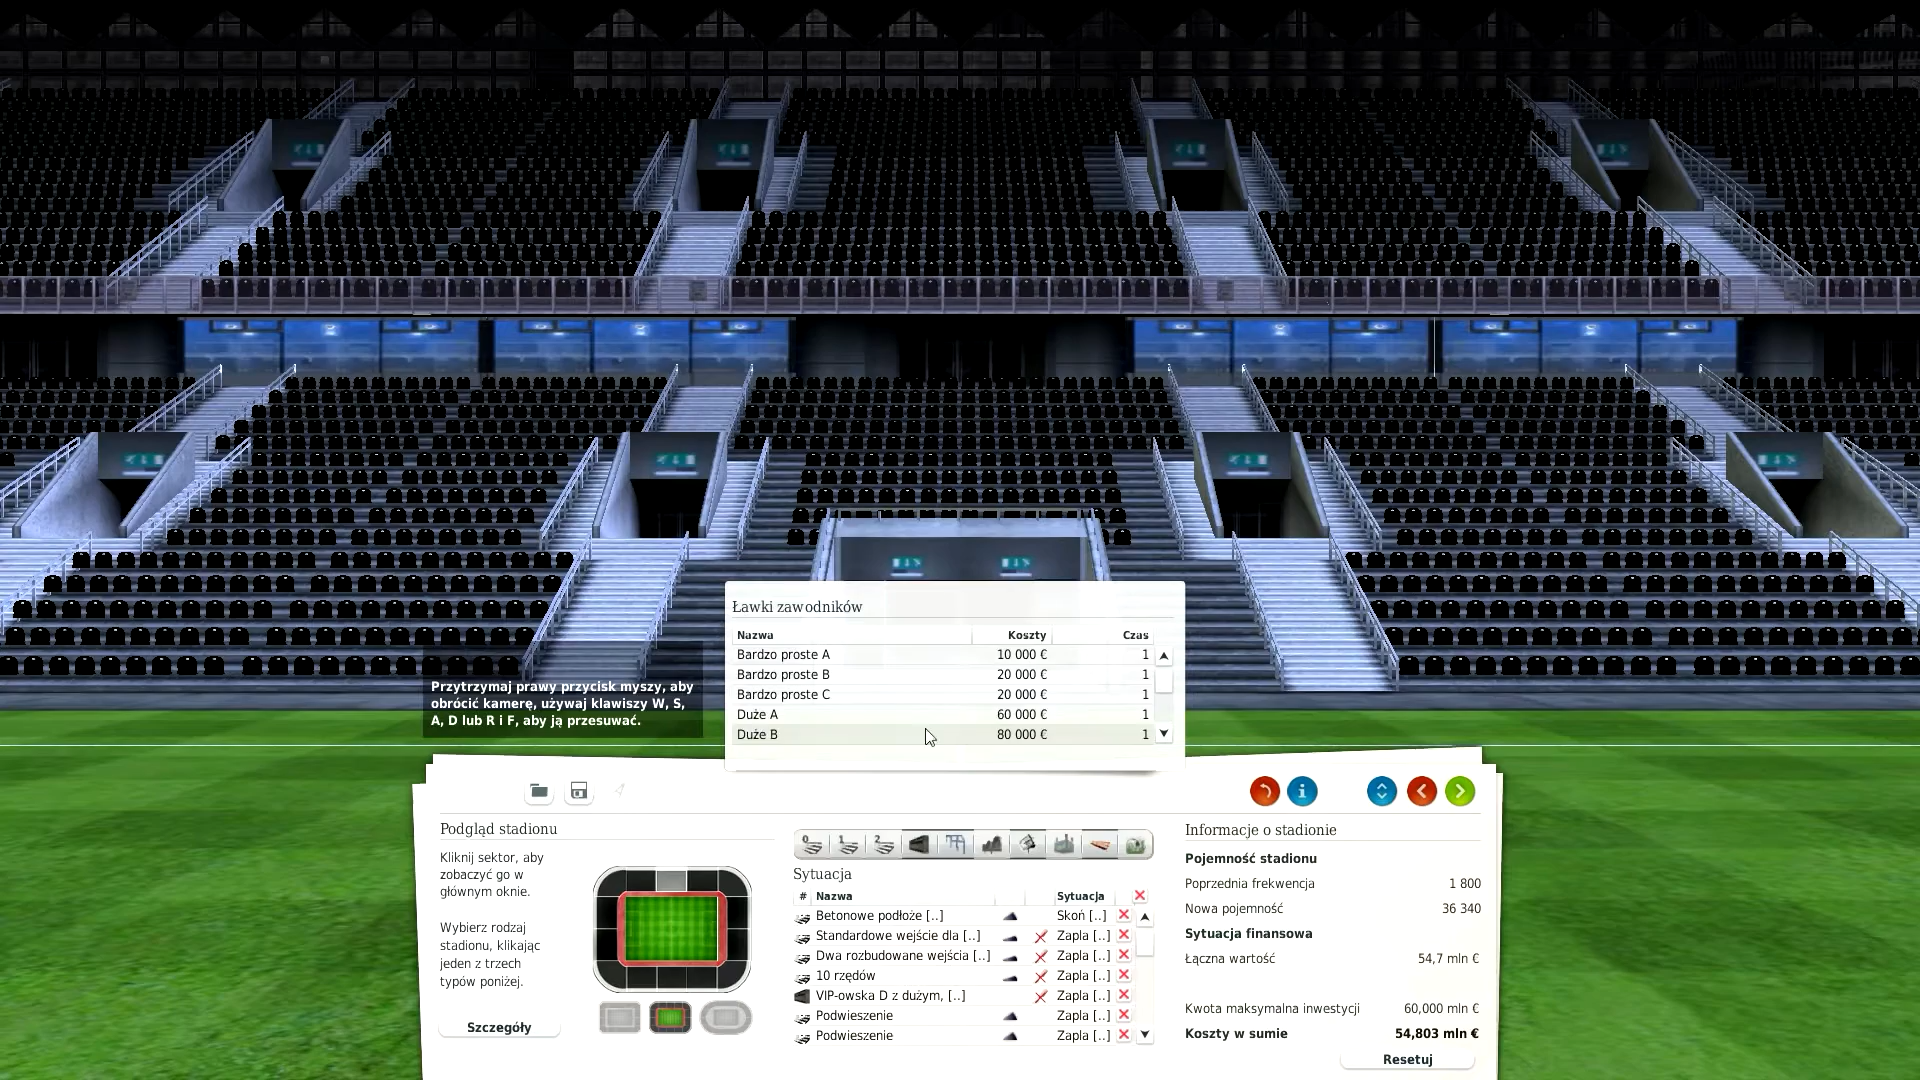 Ławki zawodników
Nazwa Koszty Czas
Bardzo proste A 10 000 € 1
Bardzo proste B 20 000 € 1
Bardzo proste C 20 000 € 1
Duże A 60 000 € 1
Duże B 80 000 € 1
Przytrzymaj prawy przycisk myszy, aby
obrócić kamerę, używaj klawiszy W, S,
A, D lub R i F, aby ją przesuwać.
Podgląd stadionu
Kliknij sektor, aby
zobaczyć go w
głównym oknie.
Wybierz rodzaj
stadionu, klikając
jeden z trzech
typów poniżej.
Szczegóły
0 1 2
Sytuacja
# Nazwa Sytuacja
Betonowe podłoże [..] Skoń [..]
Standardowe wejście dla [..] Zapla [..]
Dwa rozbudowane wejścia [..] Zapla [..]
10 rzędów Zapla [..]
VIP-owska D z dużym, [..] Zapla [..]
Podwieszenie Zapla [..]
Podwieszenie Zapla [..]
Informacje o stadionie
Pojemność stadionu
Poprzednia frekwencja 1 800
Nowa pojemność 36 340
Sytuacja finansowa
Łączna wartość 54,7 mln €
Kwota maksymalna inwestycji 60,000 mln €
Koszty w sumie 54,803 mln €
Resetuj